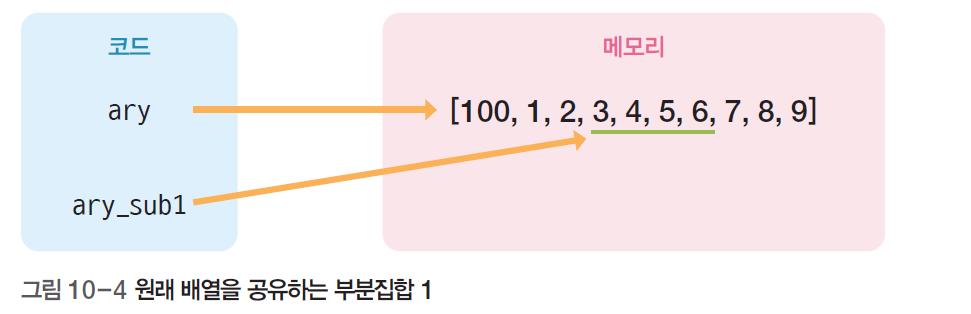 코드
메모리
ary
[100, 1, 2, 3, 4, 5, 6, 7, 8, 9]
ary_sub1
그림 10-4 원래 배열을 공유하는 부분집합 1